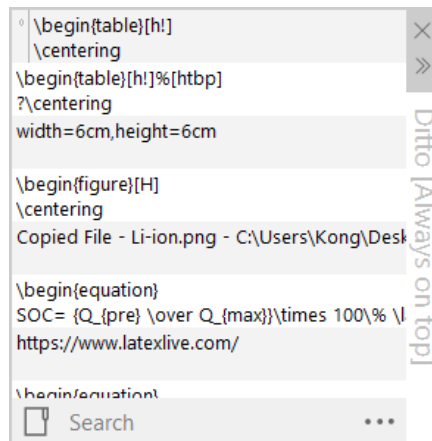 \begin{table}[h!]
\centering
\begin{table}[h!]%[htbp]
?\centering
width=6cm,height=6cm
\begin{figure}[H]
\centering
Copied File - Li-ion.png - C:\Users\Kong\Desk
\begin{equation}
SOC= {Q_{pre} \over Q_{max}}\times 100\% \l
https://www.latexlive.com/
\begin{equation}
Search
Ditto [Always on top]